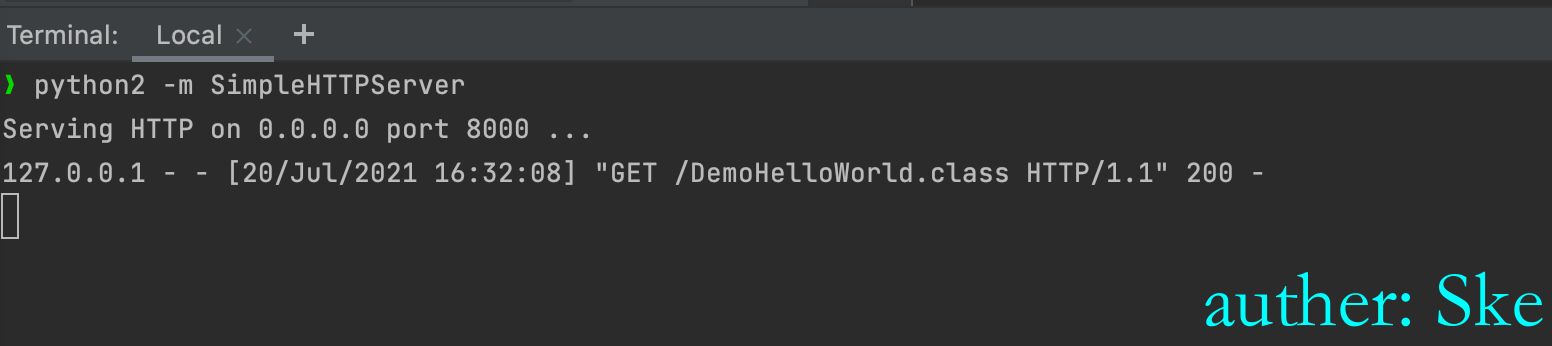 Terminal: Local × +
❯ python2 -m SimpleHTTPServer
Serving HTTP on 0.0.0.0 port 8000 ...
127.0.0.1 - - [20/Jul/2021 16:32:08] "GET /DemoHelloWorld.class HTTP/1.1" 200 -
auther: Ske